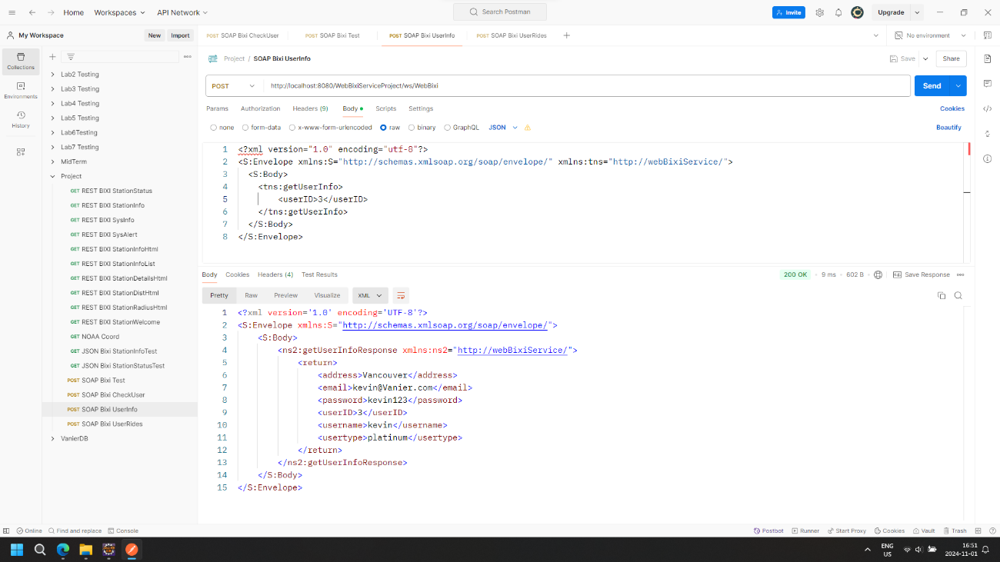 Home Workspaces API Network Search Postman Invite Upgrade
My Workspace New Import POST SOAP Bixi CheckUser POST SOAP Bixi Test POST SOAP Bixi UserInfo POST SOAP Bixi UserRides No environment
Collections
Environments
History
Lab2 Testing
Lab3 Testing
Lab4 Testing
Lab5 Testing
Lab6Testing
Lab7 Testing
MidTerm
Project
GET REST BIXI StationStatus
GET REST BIXI StationInfo
GET REST BIXI SysInfo
GET REST BIXI SysAlert
GET REST BIXI StationInfoHtml
GET REST BIXI StationInfoList
GET REST BIXI StationDetailsHtml
GET REST BIXI StationDistHtml
GET REST BIXI StationRadiusHtml
GET REST BIXI StationWelcome
GET NOAA Coord
GET JSON Bixi StationInfoTest
GET JSON Bixi StationStatusTest
POST SOAP Bixi Test
POST SOAP Bixi CheckUser
POST SOAP Bixi UserInfo
POST SOAP Bixi UserRides
VanierDB
Project / SOAP Bixi UserInfo Save Share
POST http://localhost:8080/WebBixiServiceProject/ws/WebBixi Send
Params Authorization Headers (9) Body Scripts Settings Cookies
none form-data x-www-form-urlencoded raw binary GraphQL JSON Beautify
1 <?xml version="1.0" encoding="utf-8"?>
2 <S:Envelope xmlns:S="http://schemas.xmlsoap.org/soap/envelope/" xmlns:tns="http://webBixiService/">
3 <S:Body>
4 <tns:getUserInfo>
5 <userID>3</userID>
6 </tns:getUserInfo>
7 </S:Body>
8 </S:Envelope>
Body Cookies Headers (4) Test Results 200 OK 9 ms 602 B Save Response
Pretty Raw Preview Visualize XML
1 <?xml version='1.0' encoding='UTF-8'?>
2 <S:Envelope xmlns:S="http://schemas.xmlsoap.org/soap/envelope/">
3 <S:Body>
4 <ns2:getUserInfoResponse xmlns:ns2="http://webBixiService/">
5 <return>
6 <address>Vancouver</address>
7 <email>kevin@Vanier.com</email>
8 <password>kevin123</password>
9 <userID>3</userID>
10 <username>kevin</username>
11 <usertype>platinum</usertype>
12 </return>
13 </ns2:getUserInfoResponse>
14 </S:Body>
15 </S:Envelope>
Online Find and replace Console Postbot Runner Start Proxy Cookies Vault Trash
ENG
US
16:51
2024-11-01